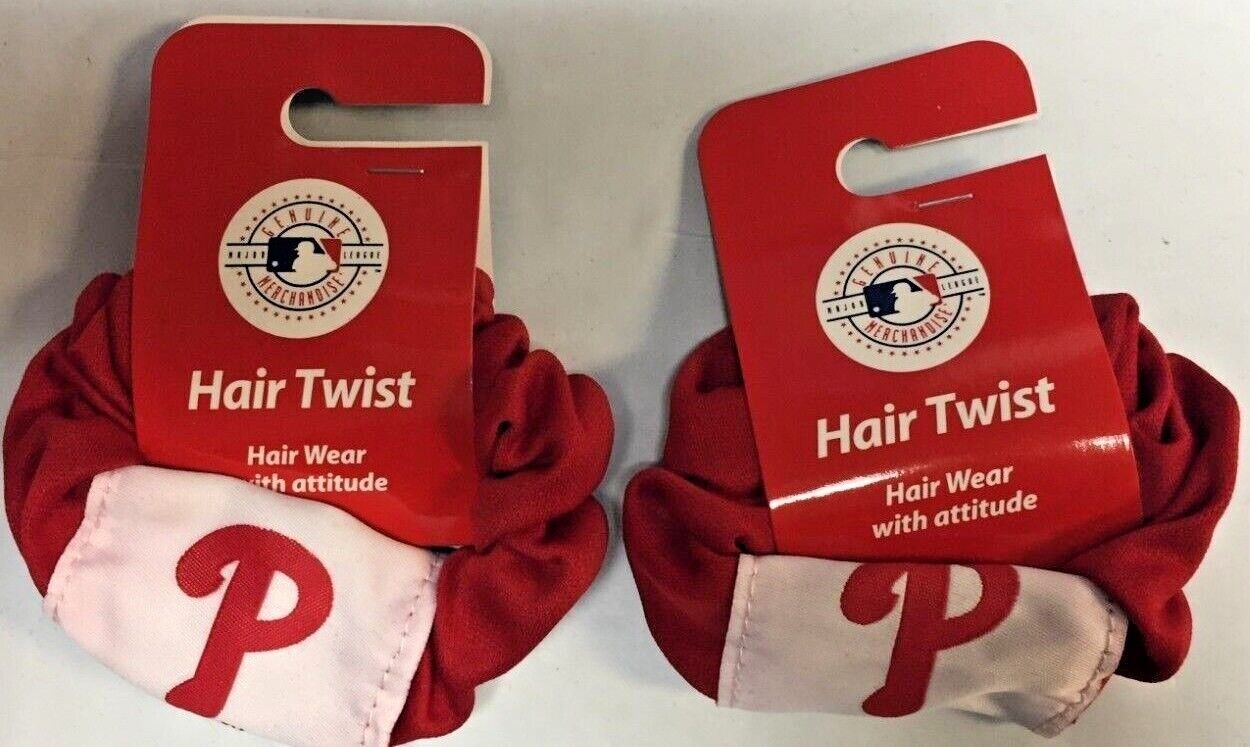 GENUINE
MAJOR LEAGUE
MERCHANDISE
Hair Twist
Hair Wear
with attitude
P
GENUINE
MAJOR LEAGUE
MERCHANDISE
Hair Twist
Hair Wear
with attitude
P